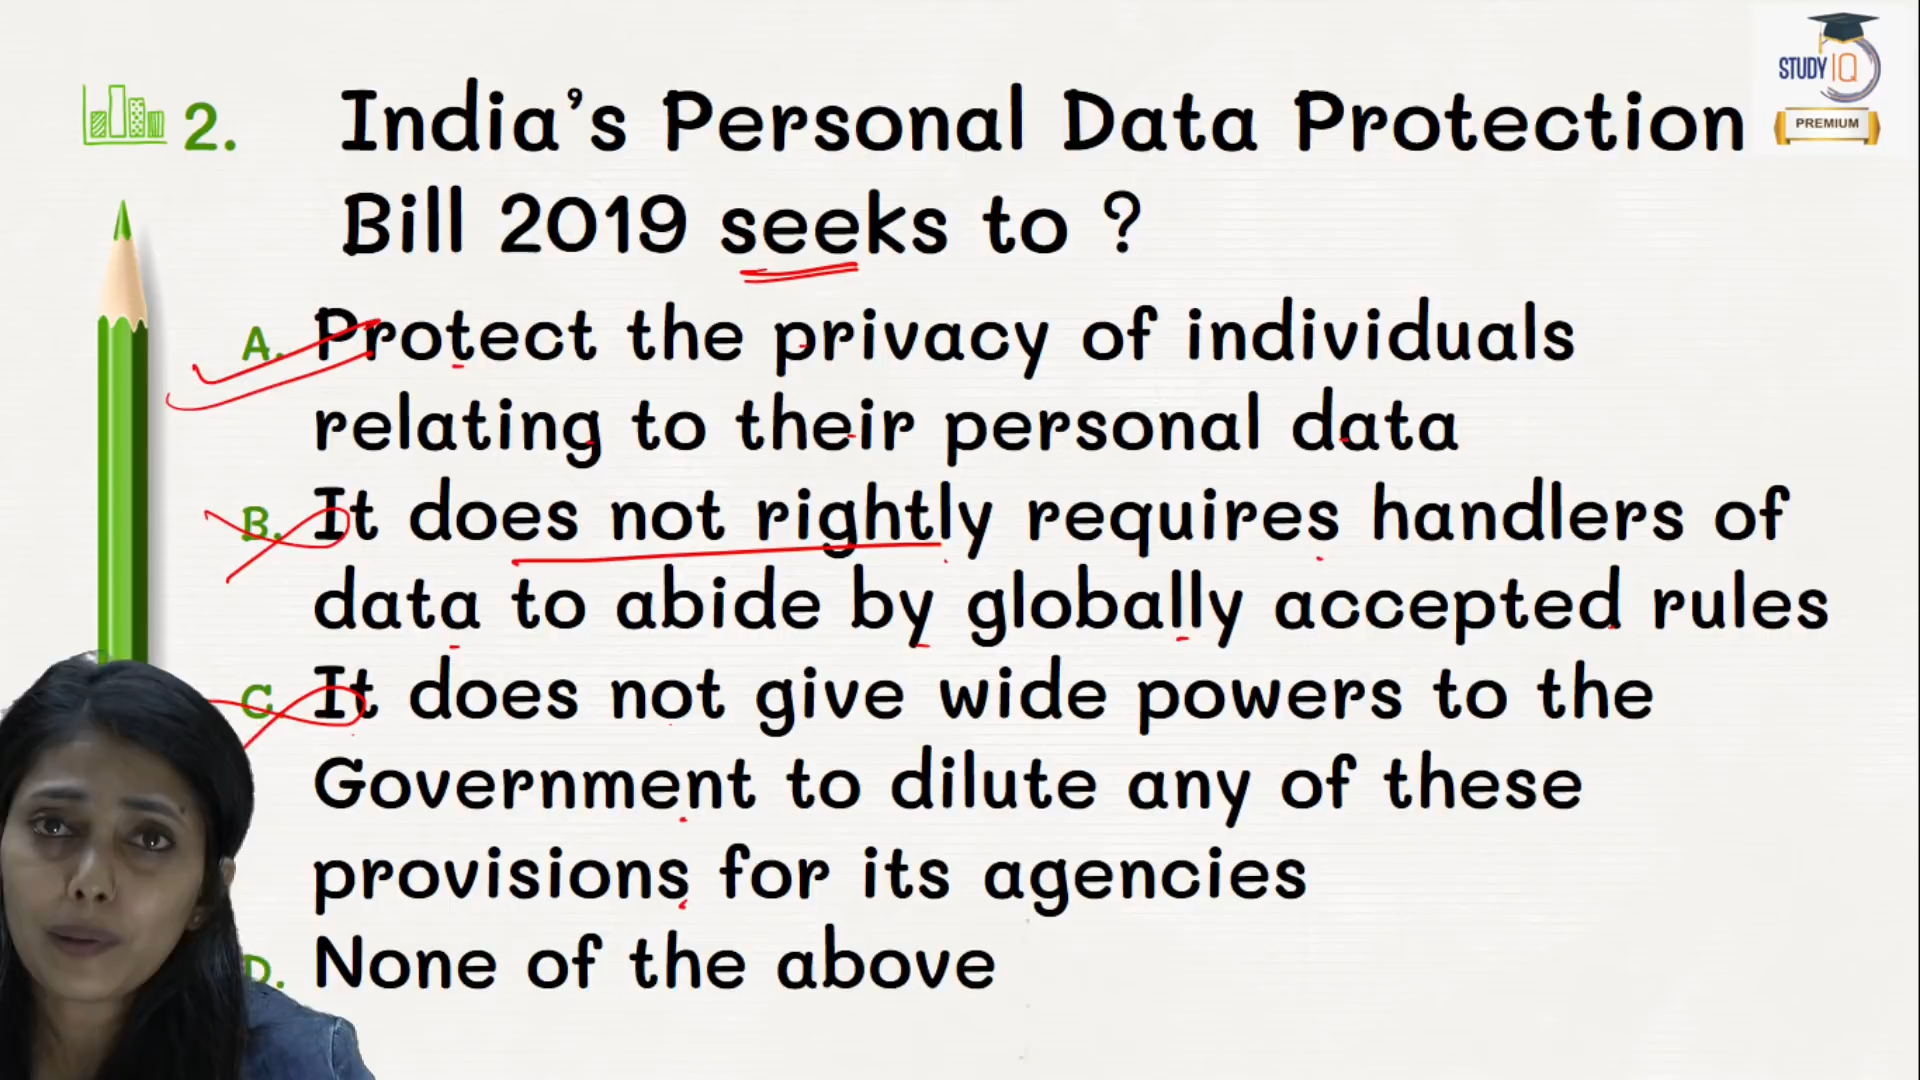 STUDY IQ
PREMIUM
2. India's Personal Data Protection
Bill 2019 seeks to ?
A. Protect the privacy of individuals
relating to their personal data
B. It does not rightly requires handlers of
data to abide by globally accepted rules
C. It does not give wide powers to the
Government to dilute any of these
provisions for its agencies
D. None of the above